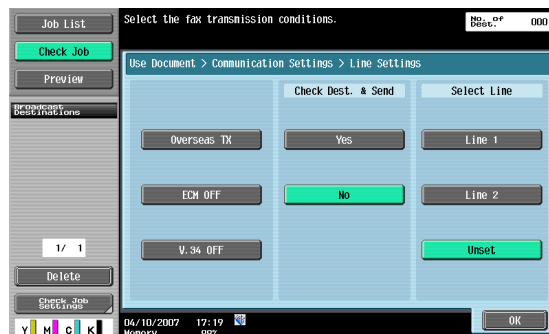 Job List
Select the fax transmission conditions.
No. of
Dest.
000
Check Job
Use Document > Communication Settings > Line Settings
Preview
Check Dest. & Send
Select Line
Broadcast
Destinations
Overseas TX
Yes
Line 1
ECM OFF
No
Line 2
1/ 1
V.34 OFF
Unset
Delete
Check Job
Settings
Y M C K
04/10/2007 17:19
Memory 99%
OK